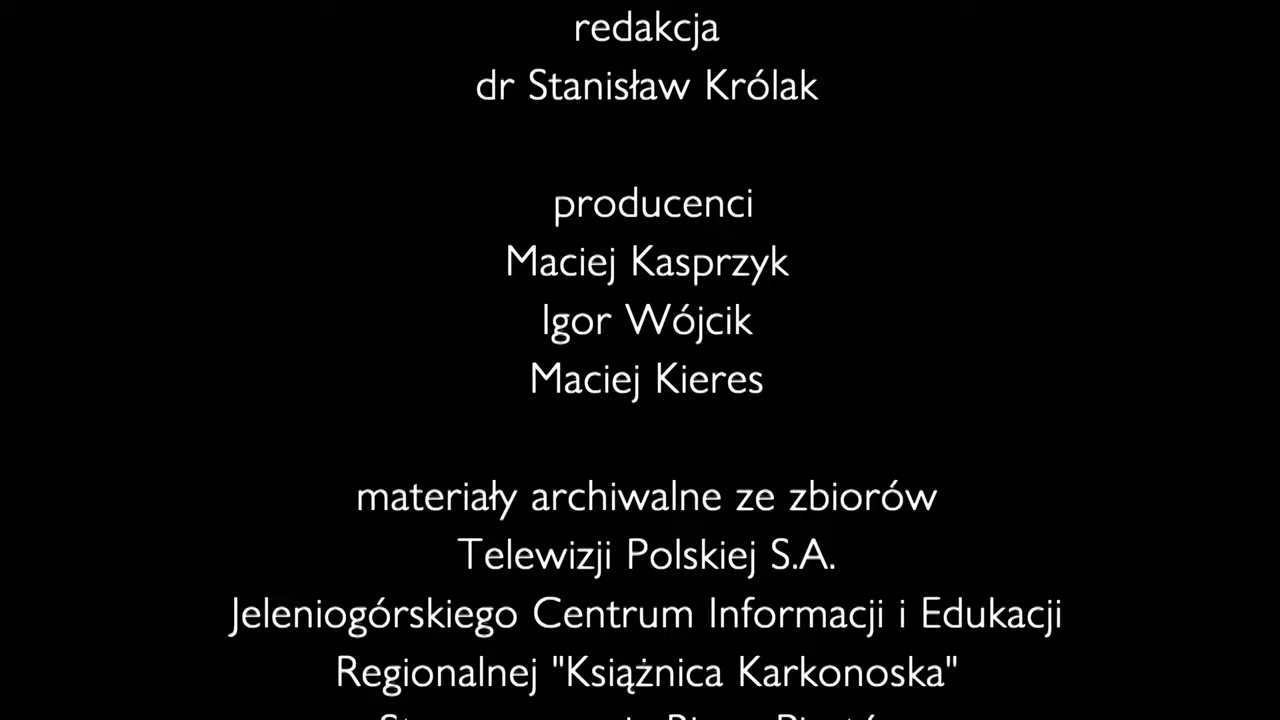 redakcja
dr Stanisław Królak
producenci
Maciej Kasprzyk
Igor Wójcik
Maciej Kieres
materiały archiwalne ze zbiorów
Telewizji Polskiej S.A.
Jeleniogórskiego Centrum Informacji i Edukacji
Regionalnej "Książnica Karkonoska"